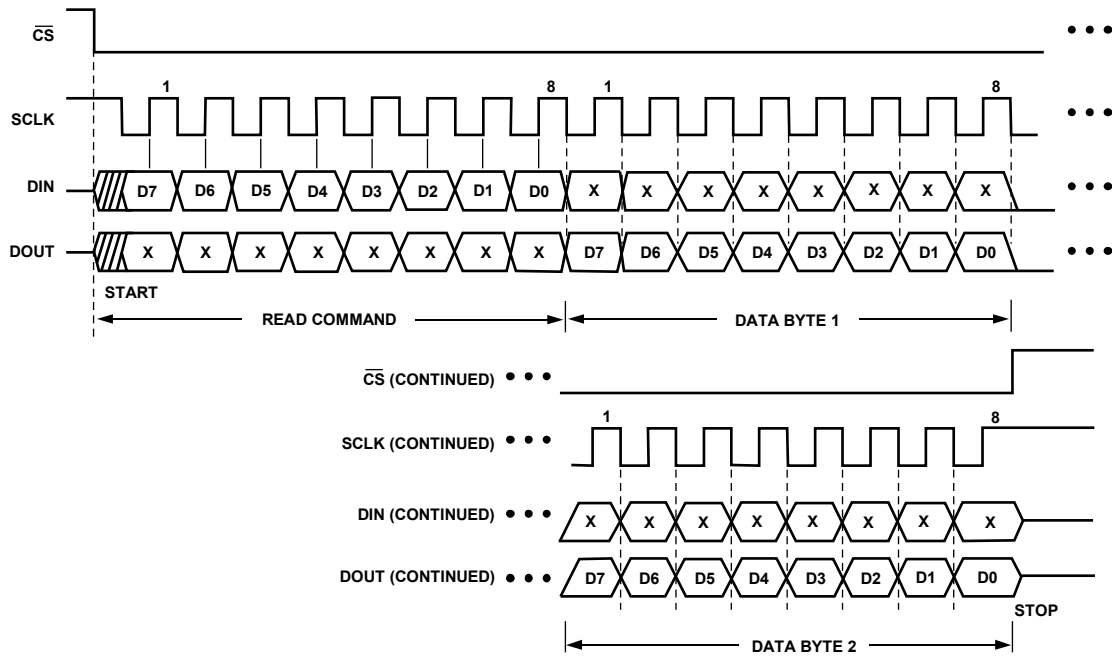 CS
1 8 1 8
SCLK
DIN D7 D6 D5 D4 D3 D2 D1 D0 X X X X X X X X
DOUT X X X X X X X X D7 D6 D5 D4 D3 D2 D1 D0
START
READ COMMAND DATA BYTE 1
CS (CONTINUED)
1 8
SCLK (CONTINUED)
DIN (CONTINUED) X X X X X X X X
DOUT (CONTINUED) D7 D6 D5 D4 D3 D2 D1 D0
STOP
DATA BYTE 2